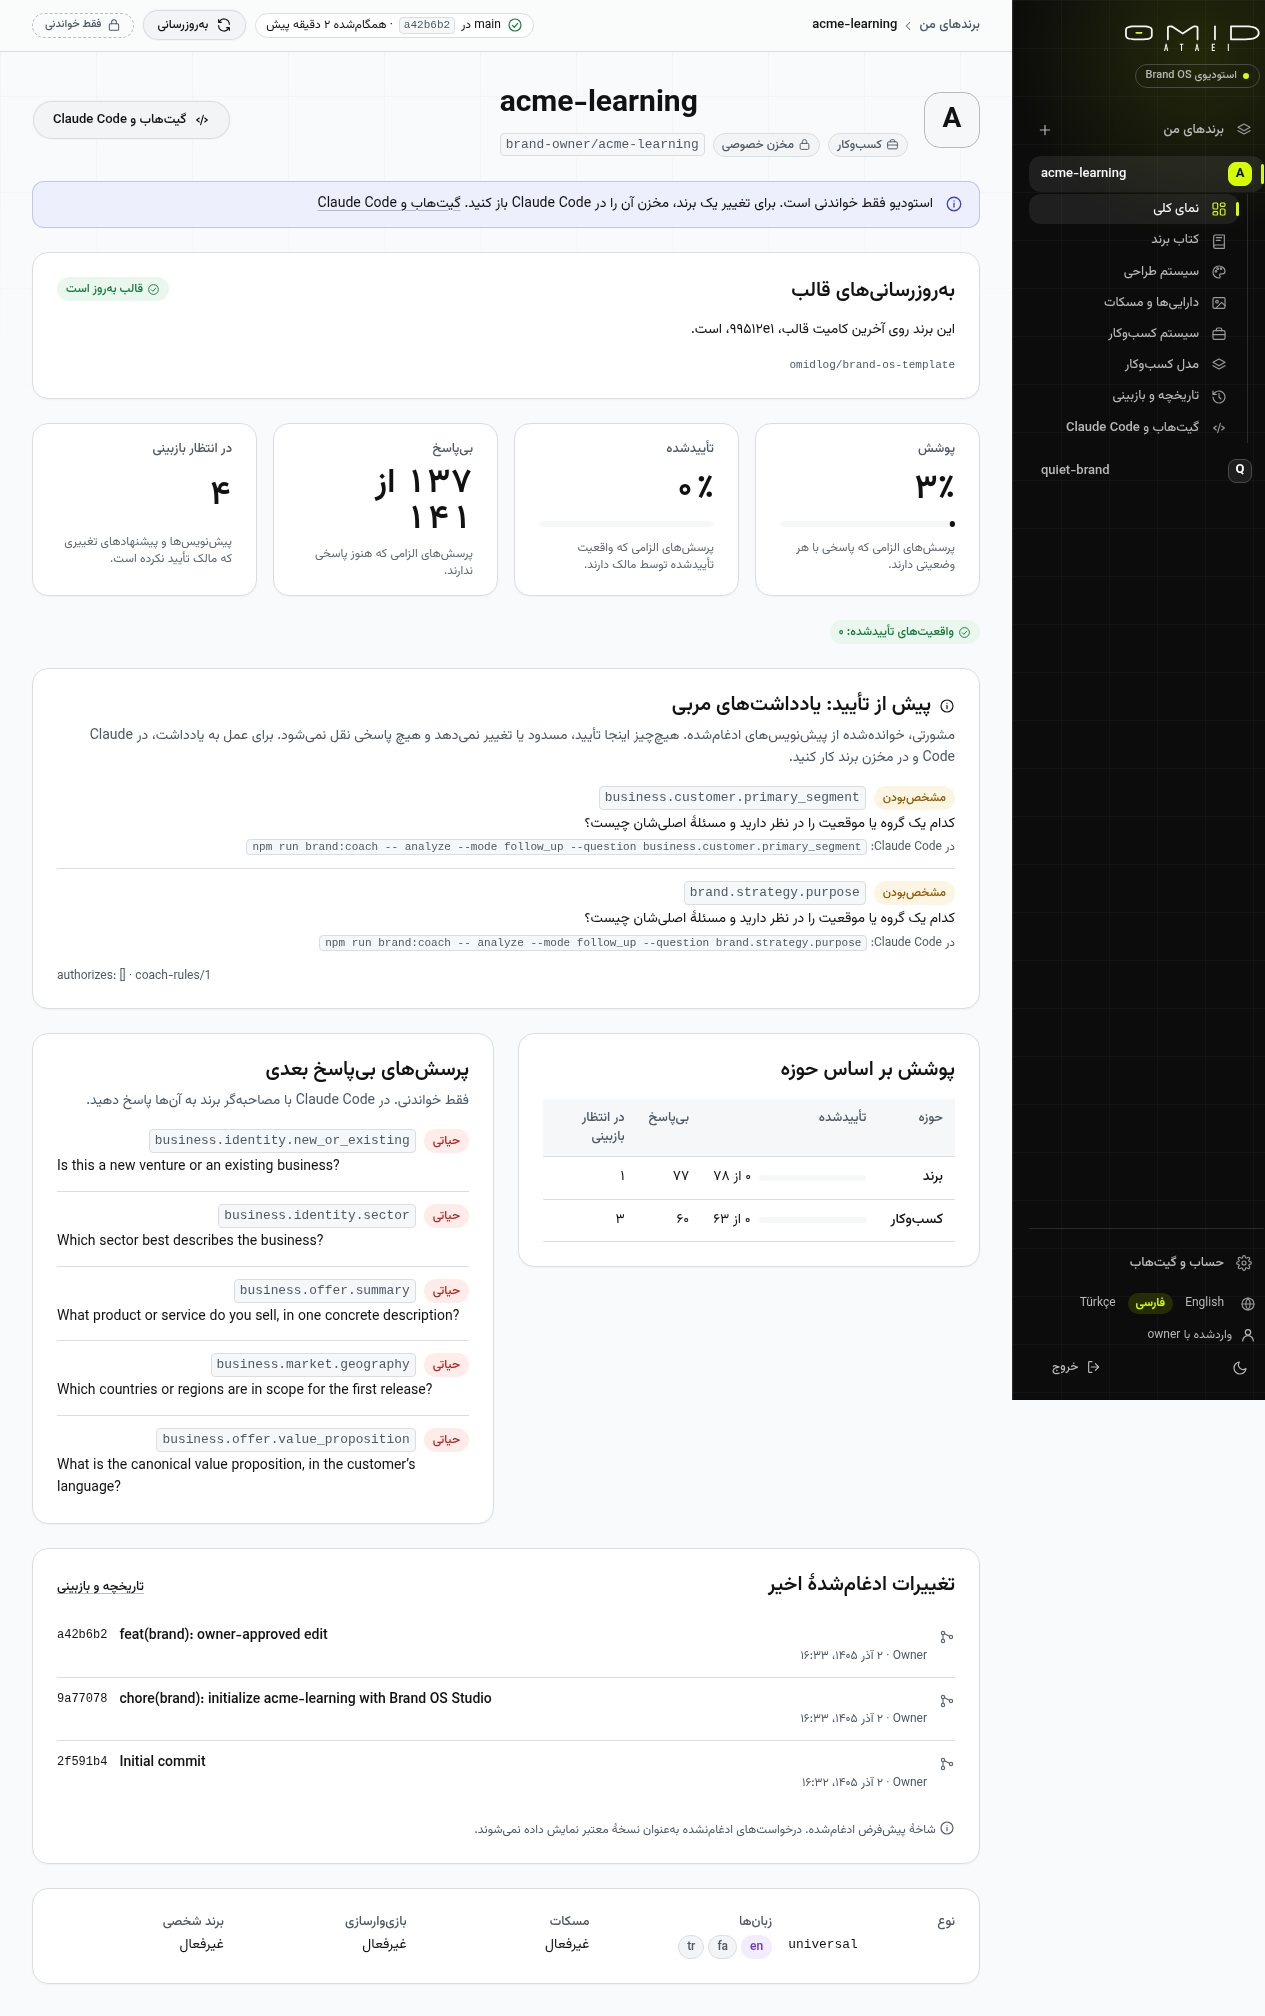 برندهای من › acme-learning
main در a42b6b2 · همگام‌شده ۲ دقیقه پیش
به‌روزرسانی
فقط خواندنی
OMID
ATAEI
استودیوی Brand OS
برندهای من
A acme-learning
نمای کلی
کتاب برند
سیستم طراحی
دارایی‌ها و مسکات
سیستم کسب‌وکار
مدل کسب‌وکار
تاریخچه و بازبینی
گیت‌هاب و Claude Code
Q quiet-brand
حساب و گیت‌هاب
English فارسی Türkçe
واردشده با owner
خروج
A
acme-learning
کسب‌وکار مخزن خصوصی brand-owner/acme-learning
گیت‌هاب و Claude Code
استودیو فقط خواندنی است. برای تغییر یک برند، مخزن آن را در Claude Code باز کنید. گیت‌هاب و Claude Code
به‌روزرسانی‌های قالب
قالب به‌روز است
این برند روی آخرین کامیت قالب، ۹۹۵۱۲e۱، است.
omidlog/brand-os-template
پوشش
۳٪
۰
پرسش‌های الزامی که پاسخی با هر
وضعیتی دارند.
تأییدشده
۰٪
پرسش‌های الزامی که واقعیت
تأییدشده توسط مالک دارند.
بی‌پاسخ
۱۳۷ از
۱۴۱
پرسش‌های الزامی که هنوز پاسخی
ندارند.
در انتظار بازبینی
۴
پیش‌نویس‌ها و پیشنهادهای تغییری
که مالک تأیید نکرده است.
واقعیت‌های تأییدشده: ۰
پیش از تأیید: یادداشت‌های مربی
مشورتی، خوانده‌شده از پیش‌نویس‌های ادغام‌شده. هیچ‌چیز اینجا تأیید، مسدود یا تغییر نمی‌دهد و هیچ پاسخی نقل نمی‌شود. برای عمل به یادداشت، در Claude
Code و در مخزن برند کار کنید.
مشخص‌بودن business.customer.primary_segment
کدام یک گروه یا موقعیت را در نظر دارید و مسئلهٔ اصلی‌شان چیست؟
در Claude Code: npm run brand:coach -- analyze --mode follow_up --question business.customer.primary_segment
مشخص‌بودن brand.strategy.purpose
کدام یک گروه یا موقعیت را در نظر دارید و مسئلهٔ اصلی‌شان چیست؟
در Claude Code: npm run brand:coach -- analyze --mode follow_up --question brand.strategy.purpose
authorizes: [] · coach-rules/1
پوشش بر اساس حوزه
حوزه تأییدشده بی‌پاسخ در انتظار
بازبینی
برند ۰ از ۷۸ ۷۷ ۱
کسب‌وکار ۰ از ۶۳ ۶۰ ۳
پرسش‌های بی‌پاسخ بعدی
فقط خواندنی. در Claude Code با مصاحبه‌گر برند به آن‌ها پاسخ دهید.
حیاتی business.identity.new_or_existing
Is this a new venture or an existing business?
حیاتی business.identity.sector
Which sector best describes the business?
حیاتی business.offer.summary
What product or service do you sell, in one concrete description?
حیاتی business.market.geography
Which countries or regions are in scope for the first release?
حیاتی business.offer.value_proposition
What is the canonical value proposition, in the customer’s
language?
تغییرات ادغام‌شدهٔ اخیر
تاریخچه و بازبینی
a42b6b2 feat(brand): owner-approved edit
Owner · ۲ آذر ۱۴۰۵، ۱۶:۳۳
9a77078 chore(brand): initialize acme-learning with Brand OS Studio
Owner · ۲ آذر ۱۴۰۵، ۱۶:۳۳
2f591b4 Initial commit
Owner · ۲ آذر ۱۴۰۵، ۱۶:۳۲
شاخهٔ پیش‌فرض ادغام‌شده. درخواست‌های ادغام‌نشده به‌عنوان نسخهٔ معتبر نمایش داده نمی‌شوند.
نوع
universal
زبان‌ها
en fa tr
مسکات
غیرفعال
بازی‌وارسازی
غیرفعال
برند شخصی
غیرفعال